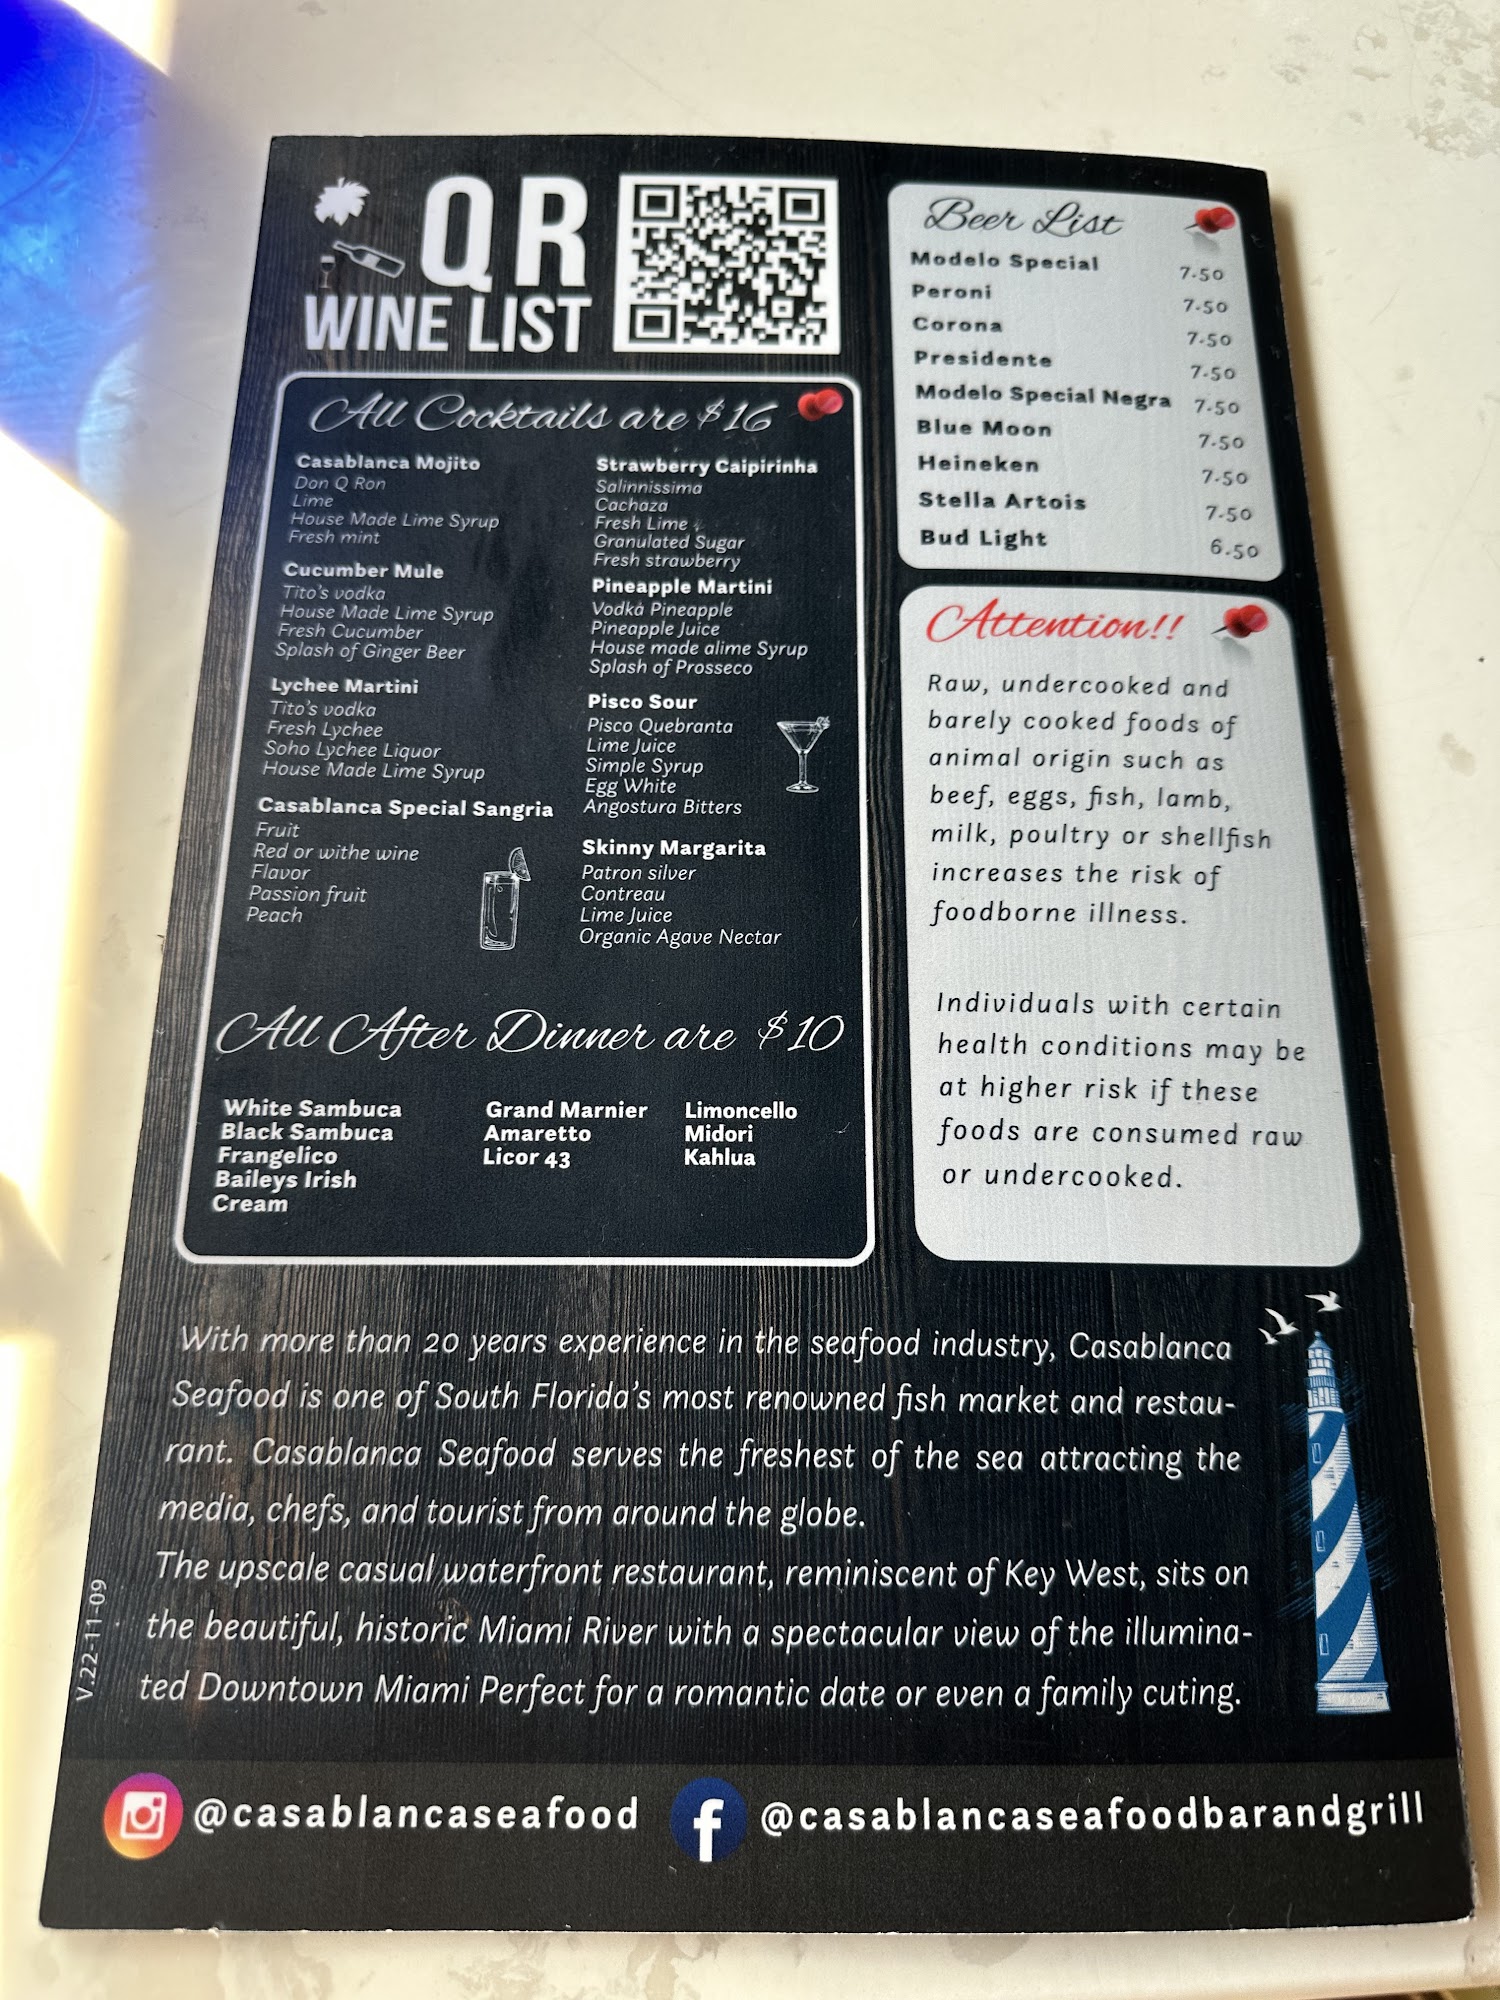 QR
WINE LIST
All Cocktails are $16
Casablanca Mojito
Don Q Ron
Lime
House Made Lime Syrup
Fresh mint
Cucumber Mule
Tito's vodka
House Made Lime Syrup
Fresh Cucumber
Splash of Ginger Beer
Lychee Martini
Tito's vodka
Fresh Lychee
Soho Lychee Liquor
House Made Lime Syrup
Casablanca Special Sangria
Fruit
Red or withe wine
Flavor
Passion fruit
Peach
Strawberry Caipirinha
Salinnissima
Cachaza
Fresh Lime
Granulated Sugar
Fresh strawberry
Pineapple Martini
Vodka Pineapple
Pineapple Juice
House made alime Syrup
Splash of Prosseco
Pisco Sour
Pisco Quebranta
Lime Juice
Simple Syrup
Egg White
Angostura Bitters
Skinny Margarita
Patron silver
Contreau
Lime Juice
Organic Agave Nectar
All After Dinner are $10
White Sambuca
Black Sambuca
Frangelico
Baileys Irish
Cream
Grand Marnier
Amaretto
Licor 43
Limoncello
Midori
Kahlua
Beer List
Modelo Special 7.50
Peroni 7.50
Corona 7.50
Presidente 7.50
Modelo Special Negra 7.50
Blue Moon 7.50
Heineken 7.50
Stella Artois 7.50
Bud Light 6.50
Attention!!
Raw, undercooked and
barely cooked foods of
animal origin such as
beef, eggs, fish, lamb,
milk, poultry or shellfish
increases the risk of
foodborne illness.
Individuals with certain
health conditions may be
at higher risk if these
foods are consumed raw
or undercooked.
With more than 20 years experience in the seafood industry, Casablanca
Seafood is one of South Florida's most renowned fish market and restau-
rant. Casablanca Seafood serves the freshest of the sea attracting the
media, chefs, and tourist from around the globe.
The upscale casual waterfront restaurant, reminiscent of Key West, sits on
the beautiful, historic Miami River with a spectacular view of the illumina-
ted Downtown Miami Perfect for a romantic date or even a family cuting.
V.22-11-09
@casablancaseafood
f @casablancaseafoodbarandgrill